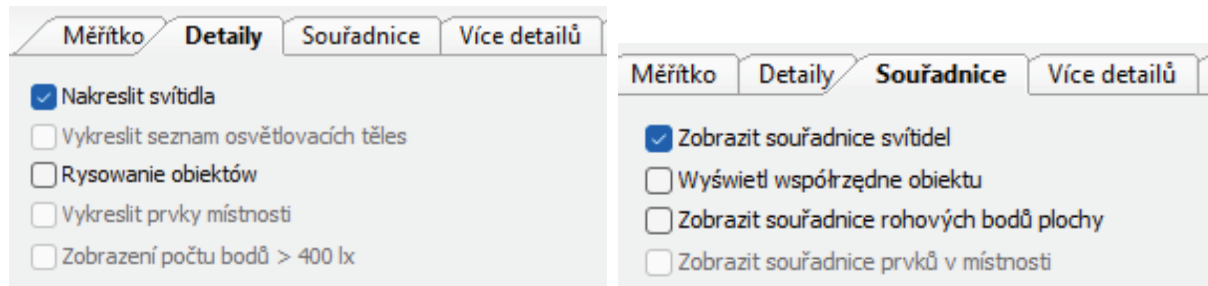 Měřítko Detaily Souřadnice Více detailů
Nakreslit svítidla
Vykreslit seznam osvětlovacích těles
Rysowanie obiektów
Vykreslit prvky místnosti
Zobrazení počtu bodů > 400 lx
Měřítko Detaily Souřadnice Více detailů
Zobrazit souřadnice svítidel
Wyświetl współrzędne obiektu
Zobrazit souřadnice rohových bodů plochy
Zobrazit souřadnice prvků v místnosti